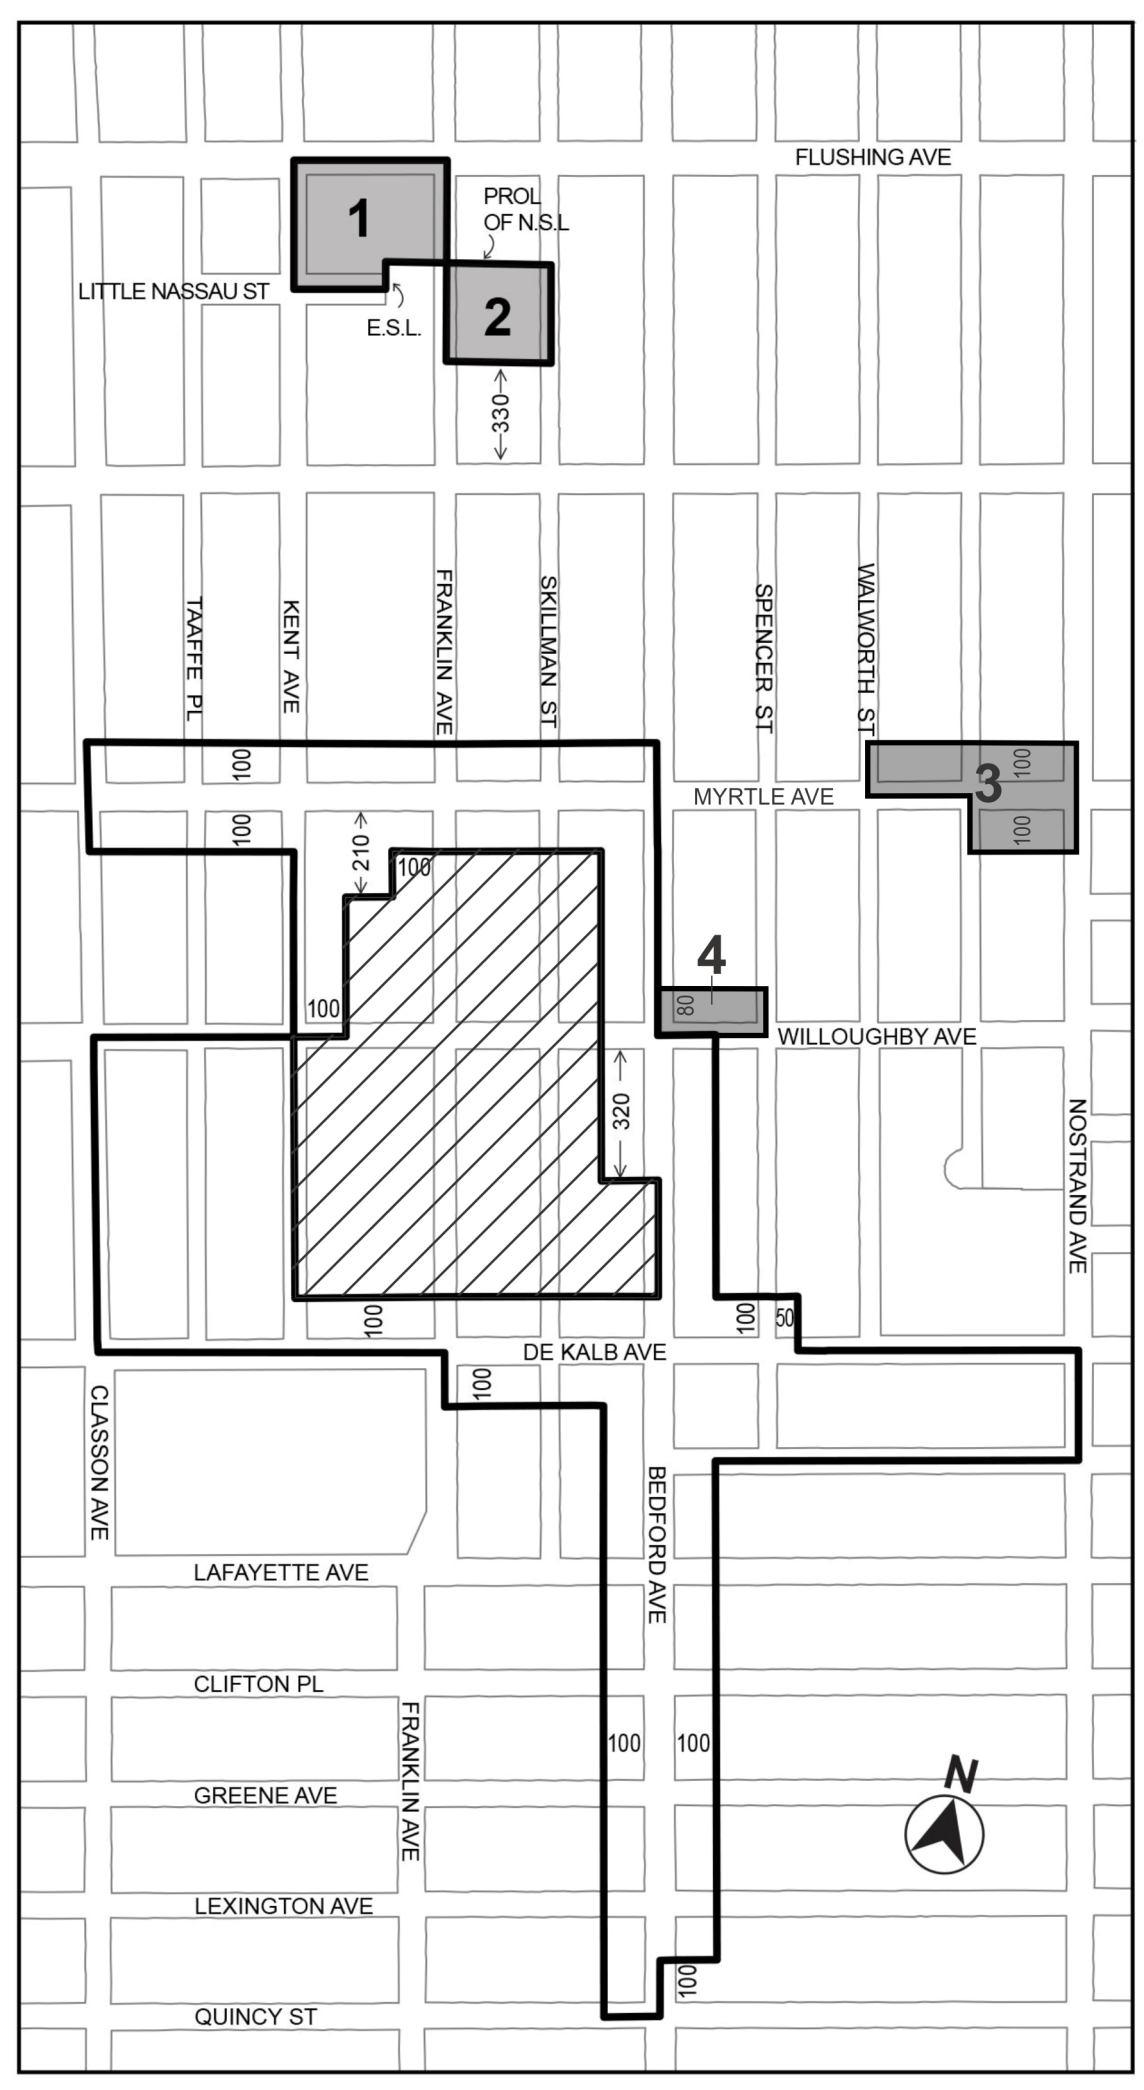 FLUSHING AVE
1
PROL
OF N.S.L
LITTLE NASSAU ST
E.S.L.
2
330
TAAFFE PL
KENT AVE
FRANKLIN AVE
SKILLMAN ST
SPENCER ST
WALWORTH ST
100
100
3
MYRTLE AVE
100
210
100
100
4
100
80
WILLOUGHBY AVE
320
NOSTRAND AVE
100
100
50
DE KALB AVE
100
CLASSON AVE
BEDFORD AVE
LAFAYETTE AVE
CLIFTON PL
FRANKLIN AVE
100
100
N
GREENE AVE
LEXINGTON AVE
100
QUINCY ST